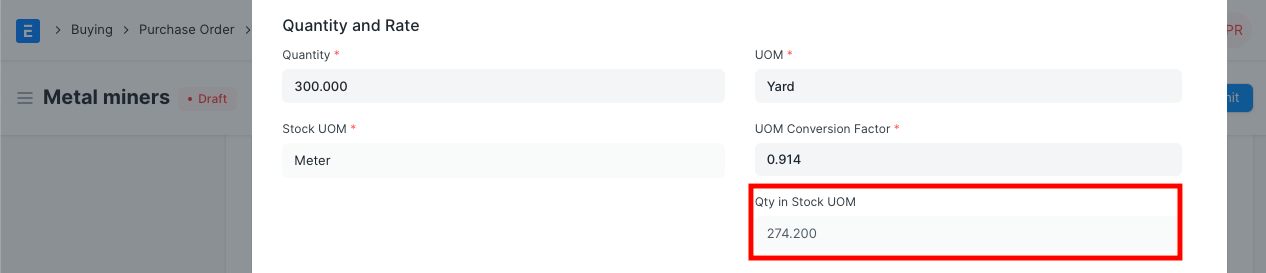 E > Buying > Purchase Order >
Metal miners • Draft
Quantity and Rate
Quantity *
UOM *
300.000
Yard
Stock UOM *
UOM Conversion Factor *
Meter
0.914
Qty in Stock UOM
274.200
PR